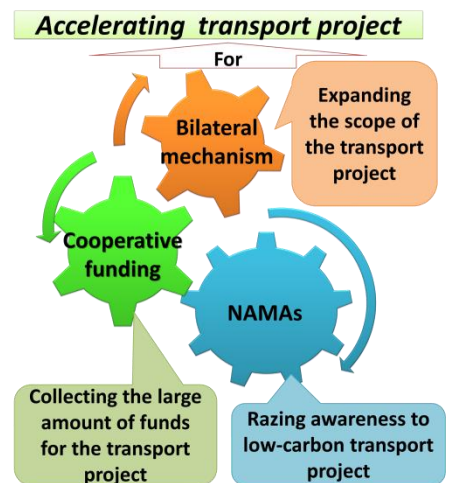 Accelerating transport project
For
Bilateral
mechanism
Expanding
the scope of
the transport
project
Cooperative
funding
NAMAs
Collecting the large
amount of funds
for the transport
project
Razing awareness to
low-carbon transport
project